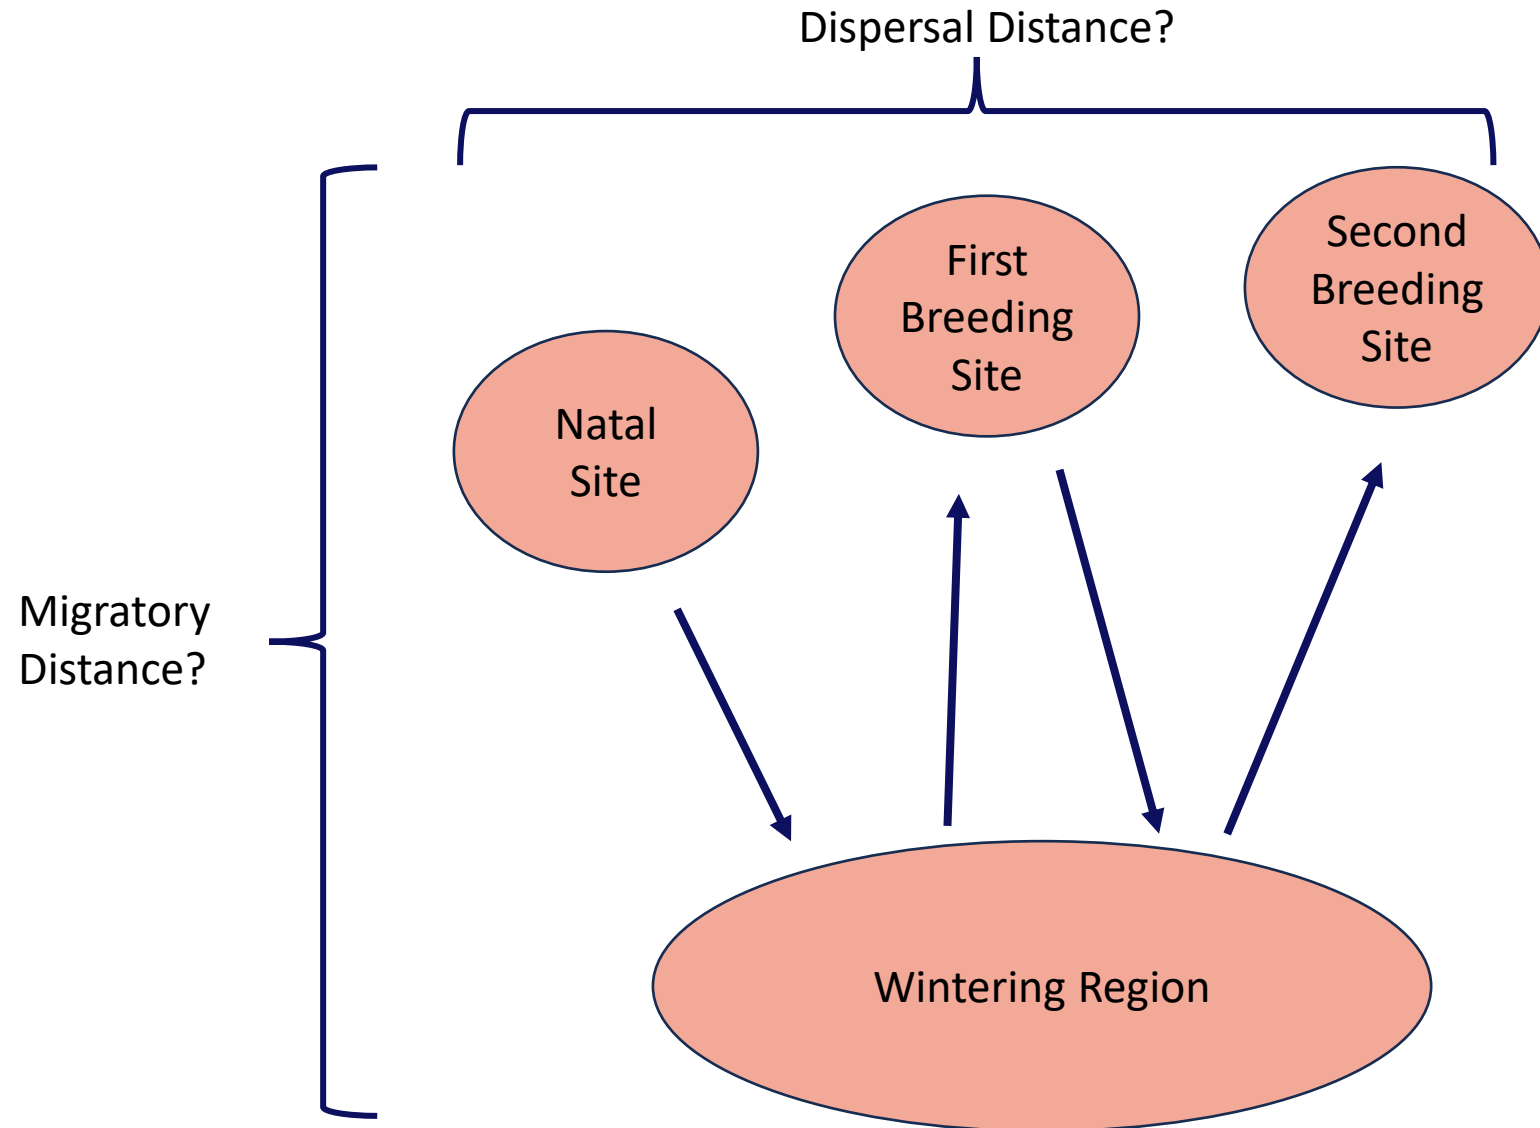 Dispersal Distance?
Second
Breeding
Site
First
Breeding
Site
Natal
Site
Migratory
Distance?
Wintering Region